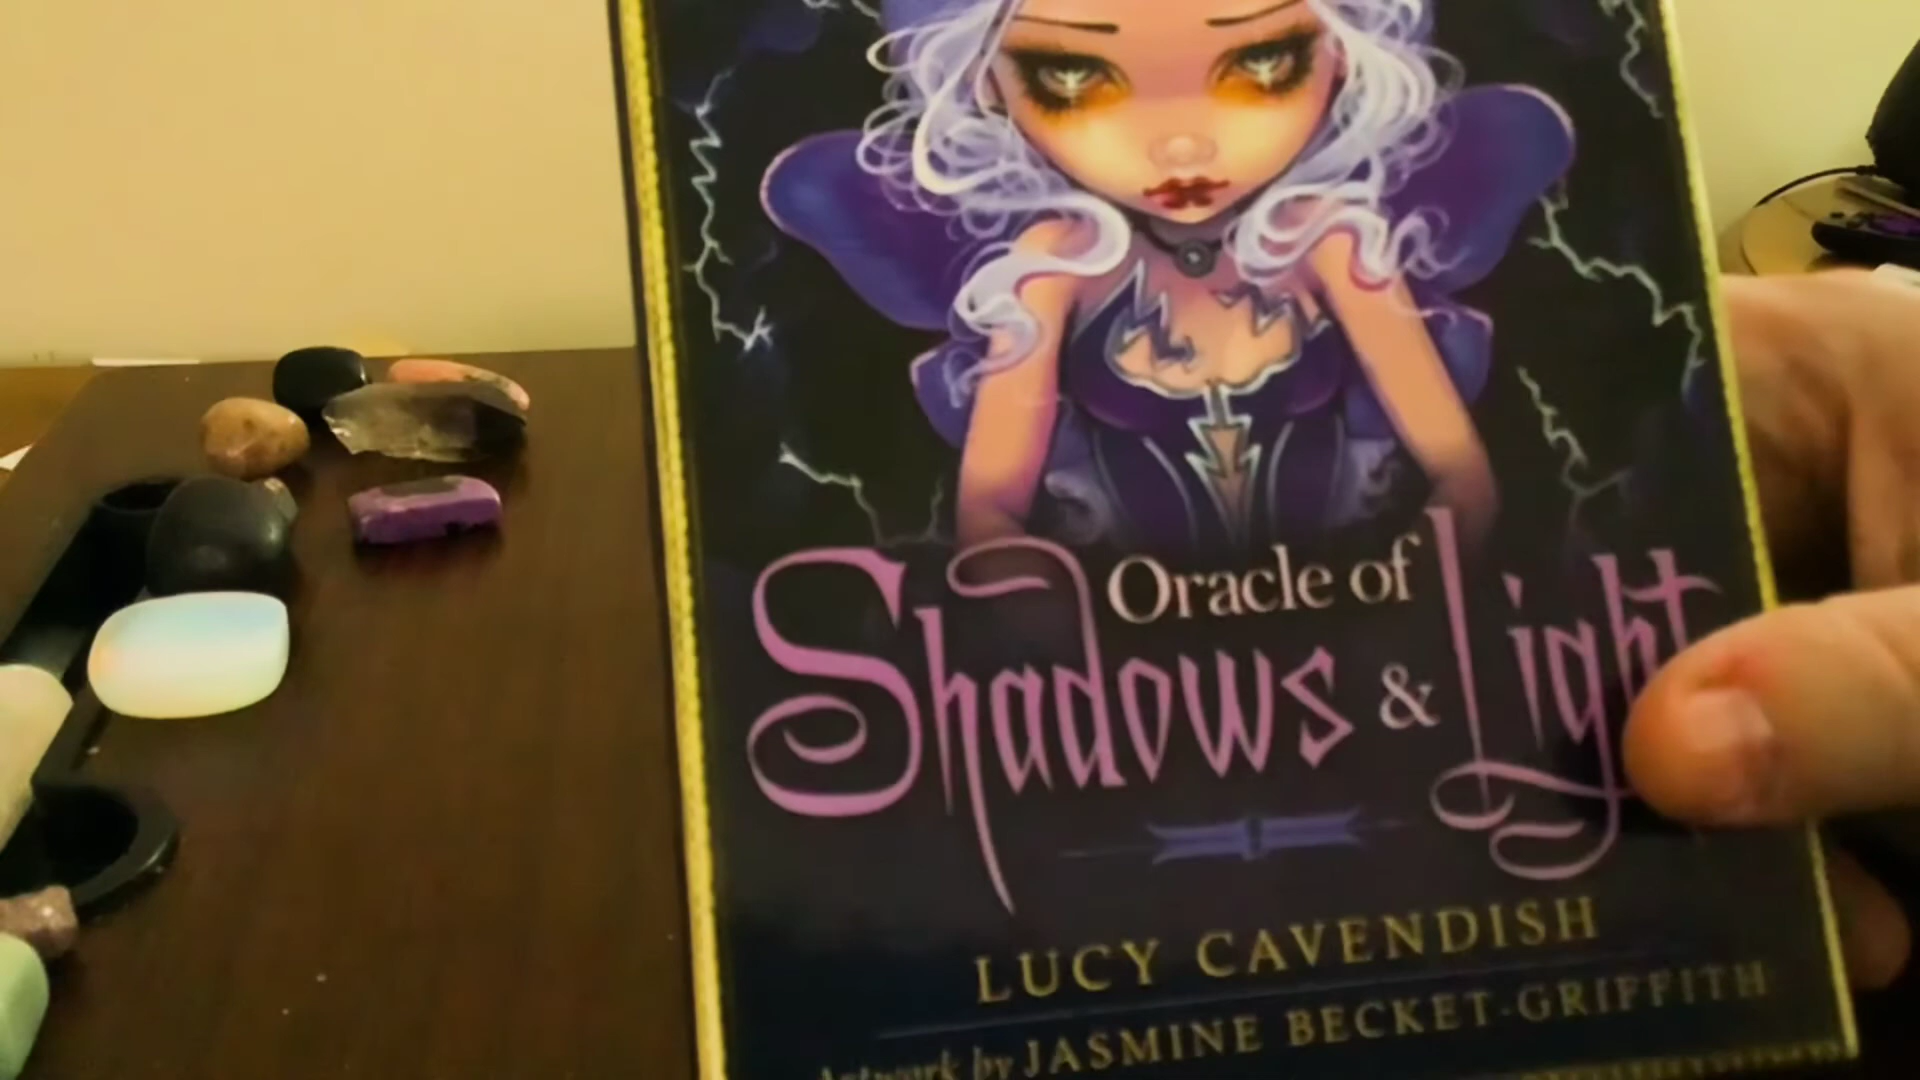 Oracle of
Shadows & Light
LUCY CAVENDISH
Artwork by JASMINE BECKET-GRIFFITH